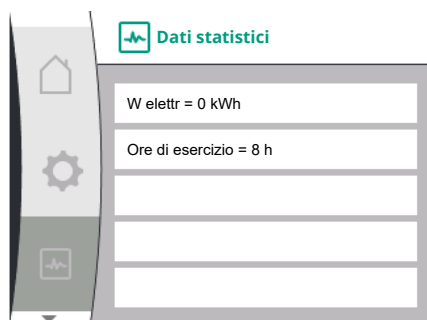 Dati statistici
W elettr = 0 kWh
Ore di esercizio = 8 h